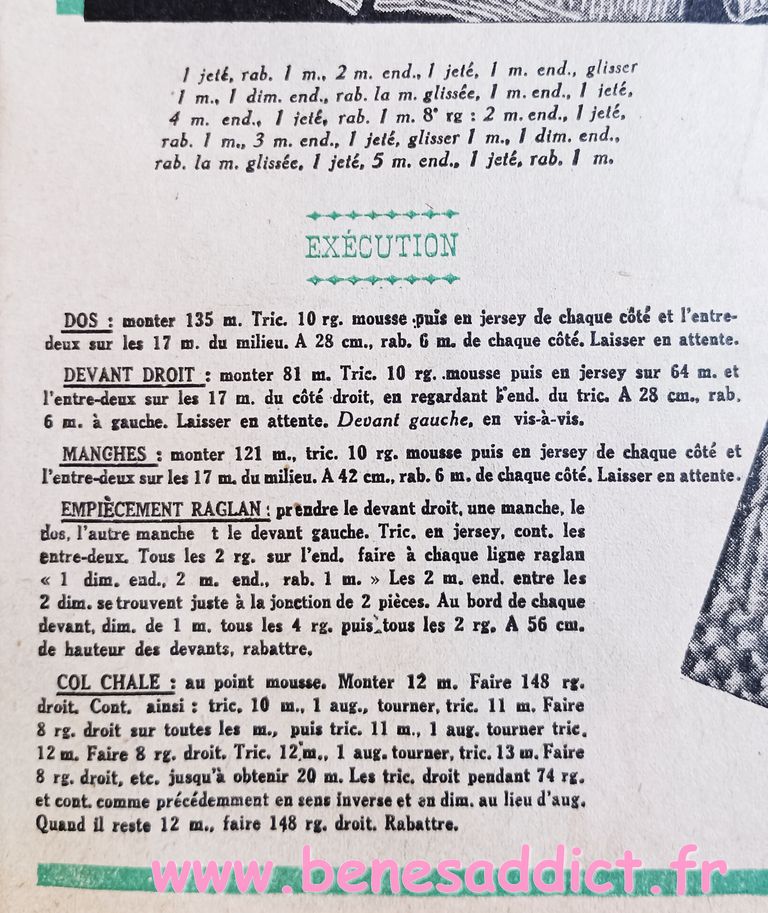 1 jeté, rab. 1 m., 2 m. end., 1 jeté, 1 m. end., glisser
1 m., 1 dim. end., rab. la m. glissée, 1 m. end., 1 jeté,
4 m. end., 1 jeté, rab. 1 m. 8e rg : 2 m. end., 1 jeté,
rab. 1 m., 3 m. end., 1 jeté, glisser 1 m., 1 dim. end.,
rab. la m. glissée, 1 jeté, 5 m. end., 1 jeté, rab. 1 m.
EXÉCUTION
DOS : monter 135 m. Tric. 10 rg. mousse puis en jersey de chaque côté et l'entre-
deux sur les 17 m. du milieu. A 28 cm., rab. 6 m. de chaque côté. Laisser en attente.
DEVANT DROIT : monter 81 m. Tric. 10 rg. mousse puis en jersey sur 64 m. et
l'entre-deux sur les 17 m. du côté droit, en regardant l'end. du tric. A 28 cm., rab.
6 m. à gauche. Laisser en attente. Devant gauche, en vis-à-vis.
MANCHES : monter 121 m., tric. 10 rg. mousse puis en jersey de chaque côté et
l'entre-deux sur les 17 m. du milieu. A 42 cm., rab. 6 m. de chaque côté. Laisser en attente.
EMPIÈCEMENT RAGLAN : prendre le devant droit, une manche, le
dos, l'autre manche t le devant gauche. Tric. en jersey, cont. les
entre-deux. Tous les 2 rg. sur l'end. faire à chaque ligne raglan
« 1 dim. end., 2 m. end., rab. 1 m. » Les 2 m. end. entre les
2 dim. se trouvent juste à la jonction de 2 pièces. Au bord de chaque
devant, dim. de 1 m. tous les 4 rg. puis tous les 2 rg. A 56 cm.
de hauteur des devants, rabattre.
COL CHALE : au point mousse. Monter 12 m. Faire 148 rg.
droit. Cont. ainsi : tric. 10 m., 1 aug., tourner, tric. 11 m. Faire
8 rg. droit sur toutes les m., puis tric. 11 m., 1 aug. tourner tric.
12 m. Faire 8 rg. droit. Tric. 12 m., 1 aug. tourner, tric. 13 m. Faire
8 rg. droit, etc. jusqu'à obtenir 20 m. Les tric. droit pendant 74 rg.
et cont. comme précédemment en sens inverse et en dim. au lieu d'aug.
Quand il reste 12 m., faire 148 rg. droit. Rabattre.
www.benesaddict.fr